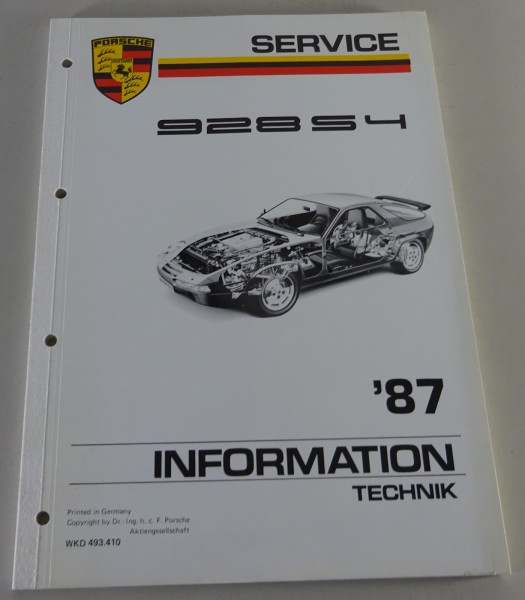 PORSCHE
SERVICE
928 S4
'87
INFORMATION
TECHNIK
Printed in Germany
Copyright by Dr.-Ing. h. c. F. Porsche
Aktiengesellschaft
WKD 493.410